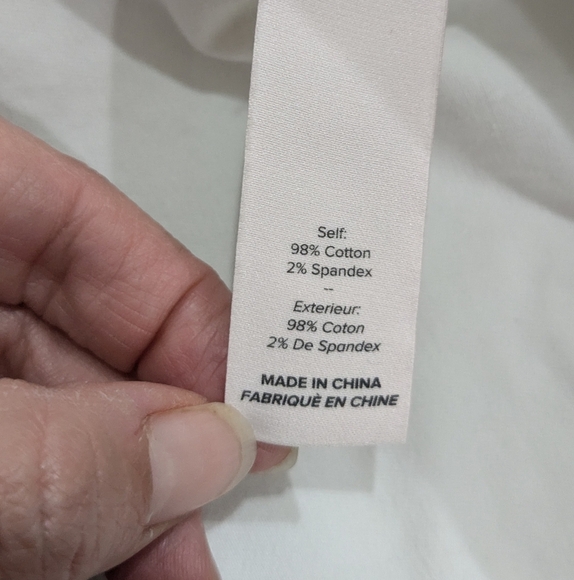 Self:
98% Cotton
2% Spandex
--
Exterieur:
98% Coton
2% De Spandex
MADE IN CHINA
FABRIQUÈ EN CHINE